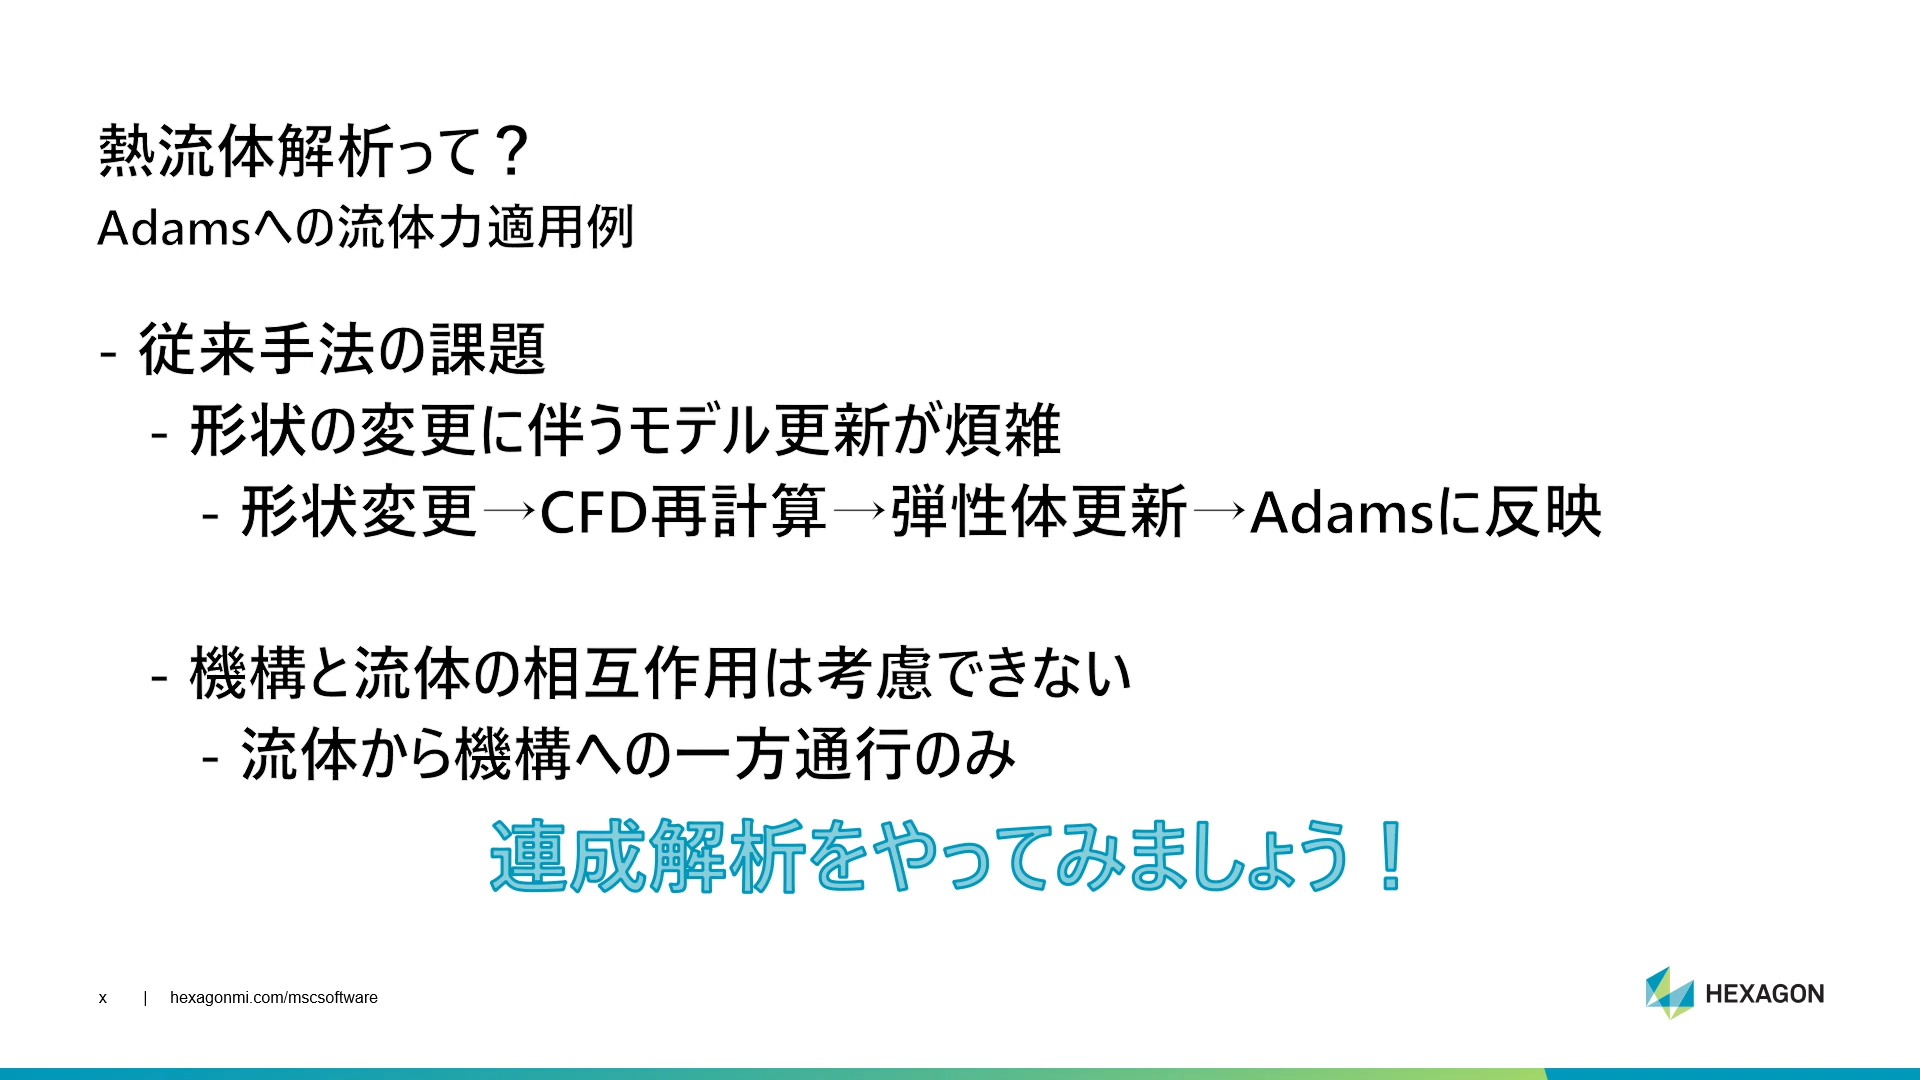 熱流体解析って？
Adamsへの流体力適用例
- 従来手法の課題
- 形状の変更に伴うモデル更新が煩雑
- 形状変更→CFD再計算→弾性体更新→Adamsに反映
- 機構と流体の相互作用は考慮できない
- 流体から機構への一方通行のみ
連成解析をやってみましょう！
x | hexagonmi.com/mscsoftware
HEXAGON